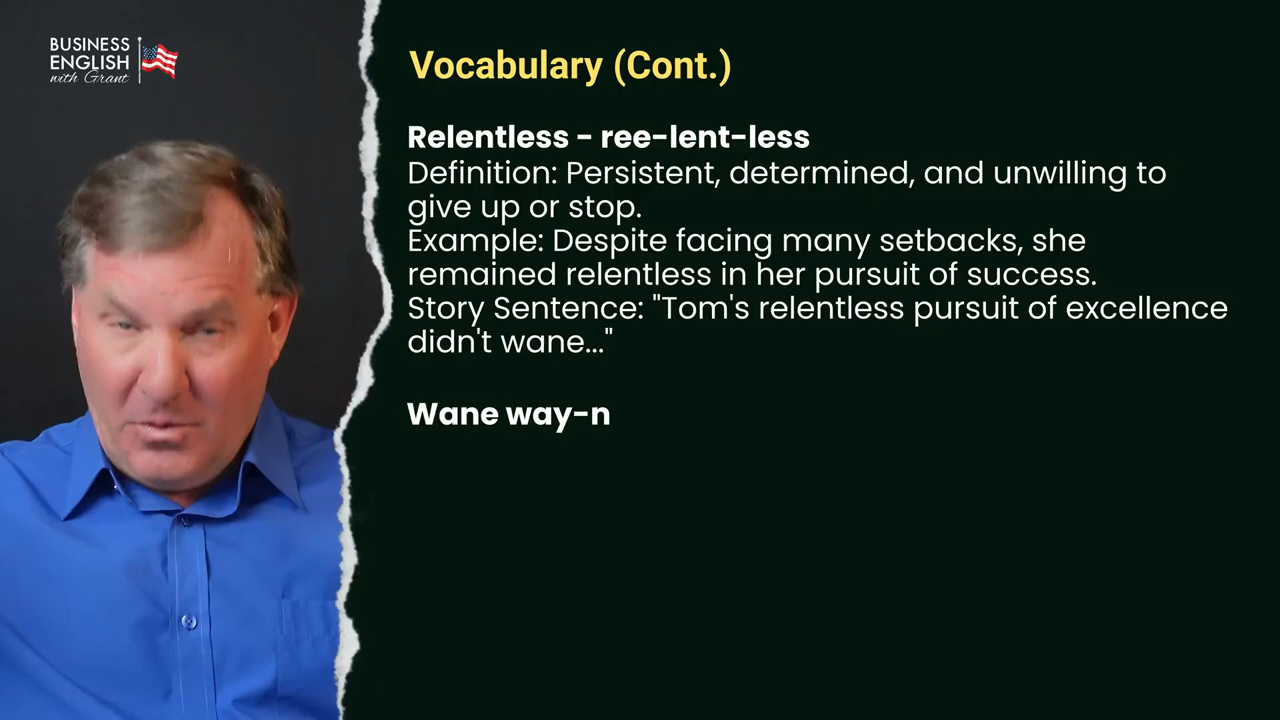 BUSINESS
ENGLISH
with Grant
Vocabulary (Cont.)
Relentless - ree-lent-less
Definition: Persistent, determined, and unwilling to
give up or stop.
Example: Despite facing many setbacks, she
remained relentless in her pursuit of success.
Story Sentence: "Tom's relentless pursuit of excellence
didn't wane..."
Wane way-n